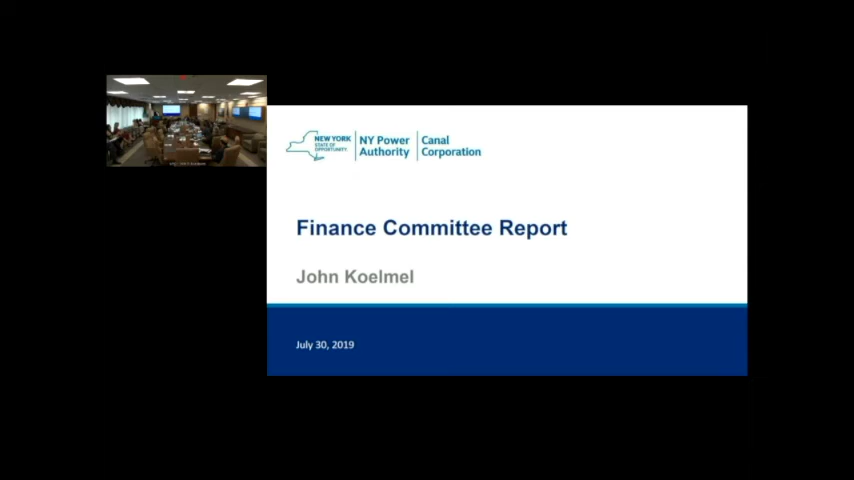 NEW YORK
STATE OF
OPPORTUNITY.
NY Power
Authority
Canal
Corporation
Finance Committee Report
John Koelmel
July 30, 2019